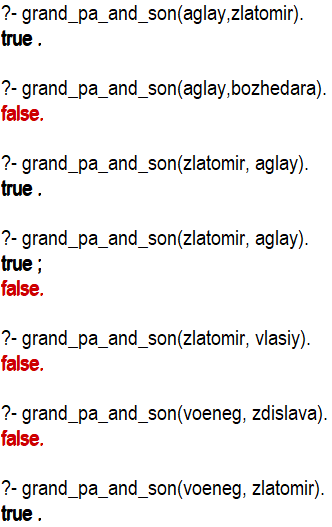 ?- grand_pa_and_son(aglay,zlatomir).
true .
?- grand_pa_and_son(aglay,bozhedara).
false.
?- grand_pa_and_son(zlatomir, aglay).
true .
?- grand_pa_and_son(zlatomir, aglay).
true ;
false.
?- grand_pa_and_son(zlatomir, vlasiy).
false.
?- grand_pa_and_son(voeneg, zdislava).
false.
?- grand_pa_and_son(voeneg, zlatomir).
true .